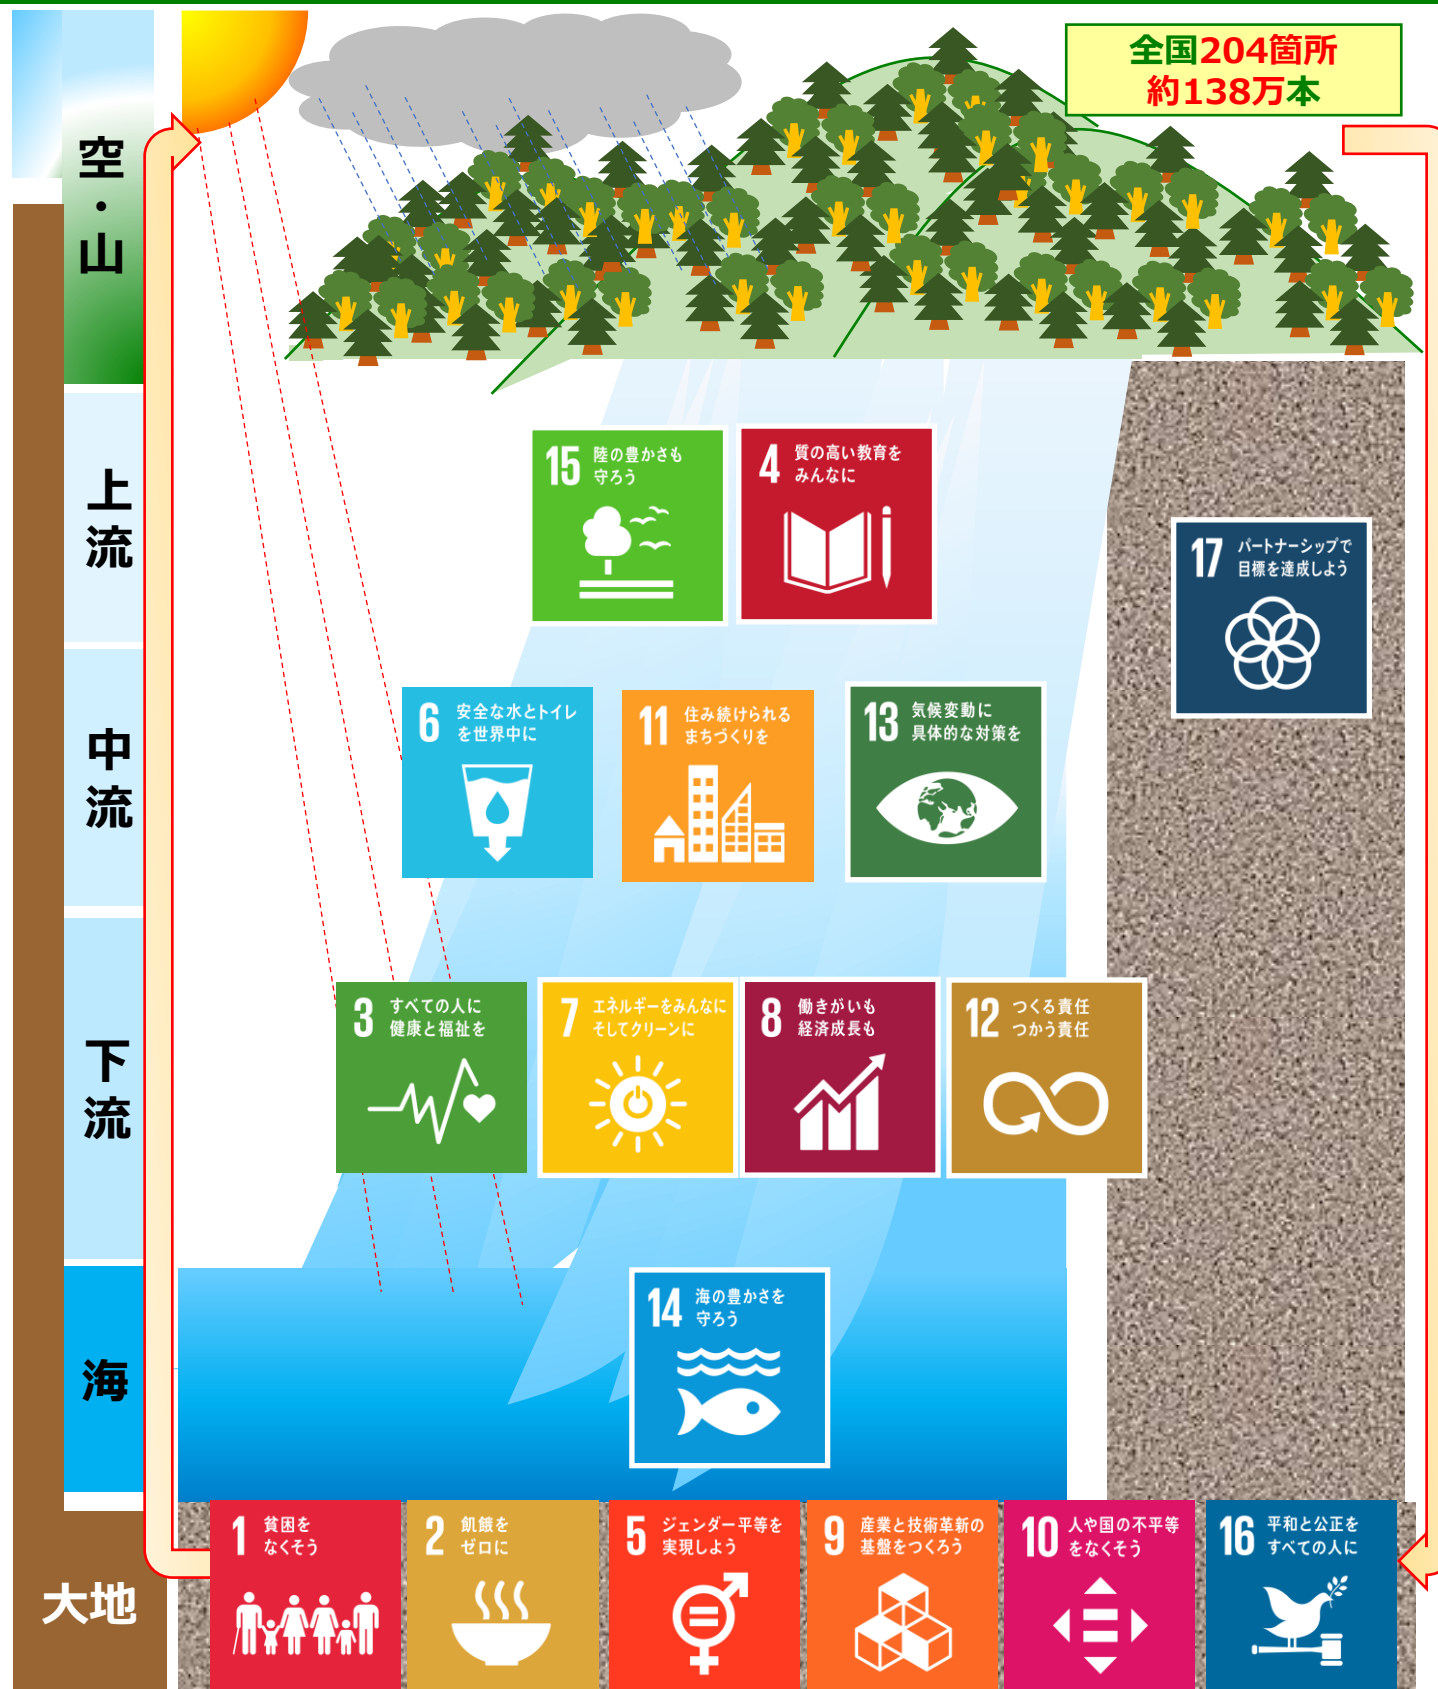 全国204箇所
約138万本
空・山
上流
中流
下流
海
大地
15 陸の豊かさも
守ろう
4 質の高い教育を
みんなに
17 パートナーシップで
目標を達成しよう
6 安全な水とトイレ
を世界中に
11 住み続けられる
まちづくりを
13 気候変動に
具体的な対策を
3 すべての人に
健康と福祉を
7 エネルギーをみんなに
そしてクリーンに
8 働きがいも
経済成長も
12 つくる責任
つかう責任
14 海の豊かさを
守ろう
1 貧困を
なくそう
2 飢餓を
ゼロに
5 ジェンダー平等を
実現しよう
9 産業と技術革新の
基盤をつくろう
10 人や国の不平等
をなくそう
16 平和と公正を
すべての人に